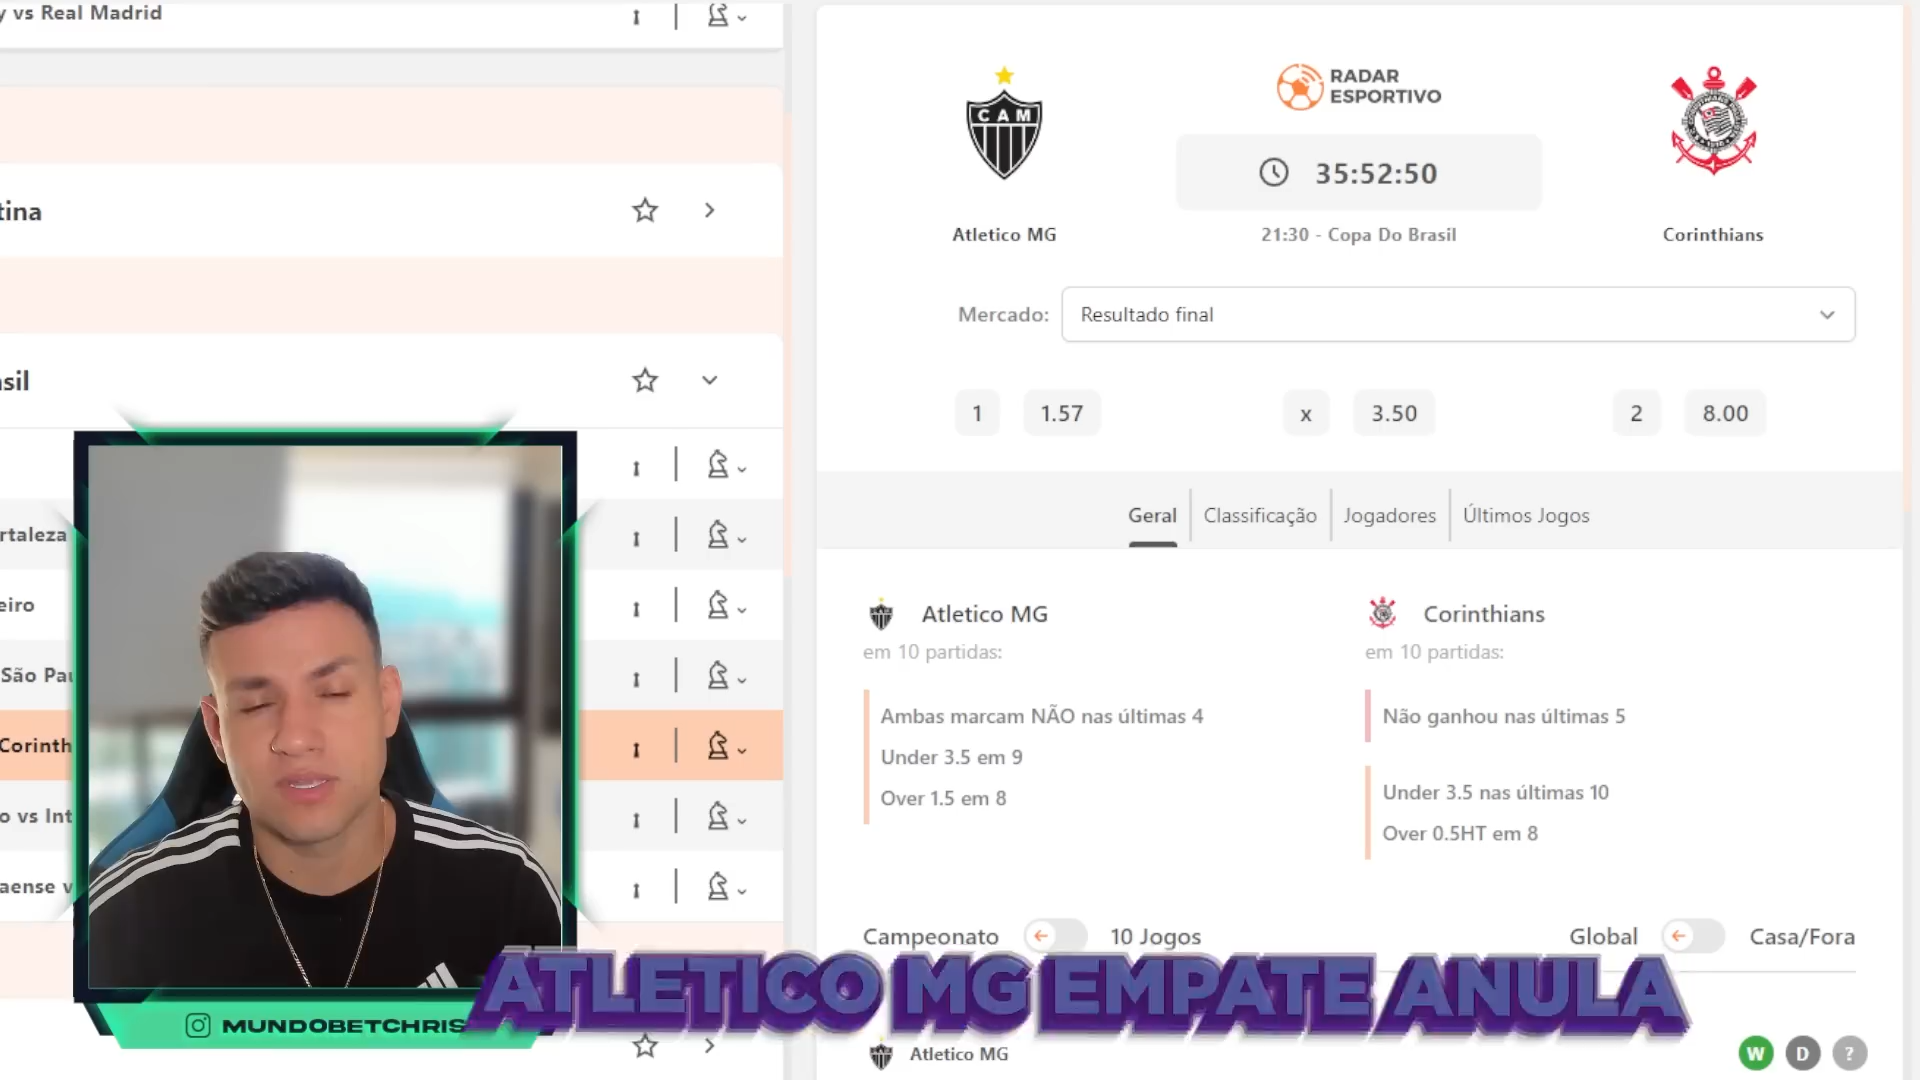 y vs Real Madrid
tina
sil
rtaleza
eiro
São Pau
Corinth
o vs Int
aense v
MUNDOBETCHRIS
CAM
RADAR
ESPORTIVO
35:52:50
Atletico MG
21:30 - Copa Do Brasil
Corinthians
Mercado:
Resultado final
1 1.57 x 3.50 2 8.00
Geral Classificação Jogadores Últimos Jogos
Atletico MG
em 10 partidas:
Ambas marcam NÃO nas últimas 4
Under 3.5 em 9
Over 1.5 em 8
Corinthians
em 10 partidas:
Não ganhou nas últimas 5
Under 3.5 nas últimas 10
Over 0.5HT em 8
Campeonato 10 Jogos
Global Casa/Fora
ATLETICO MG EMPATE ANULA
Atletico MG
W D ?